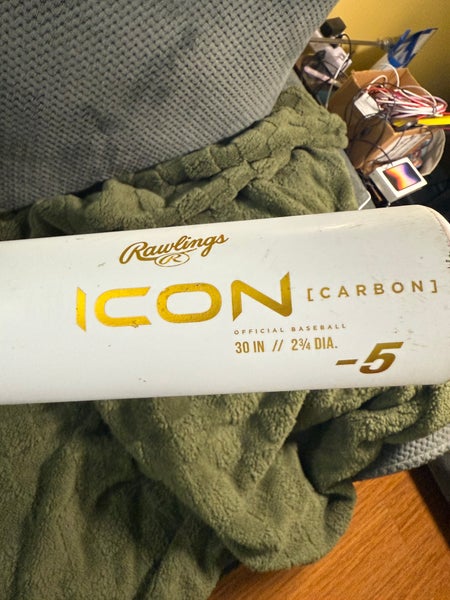 Rawlings
R
ICON [CARBON]
OFFICIAL BASEBALL
30 IN // 2¾ DIA.
-5